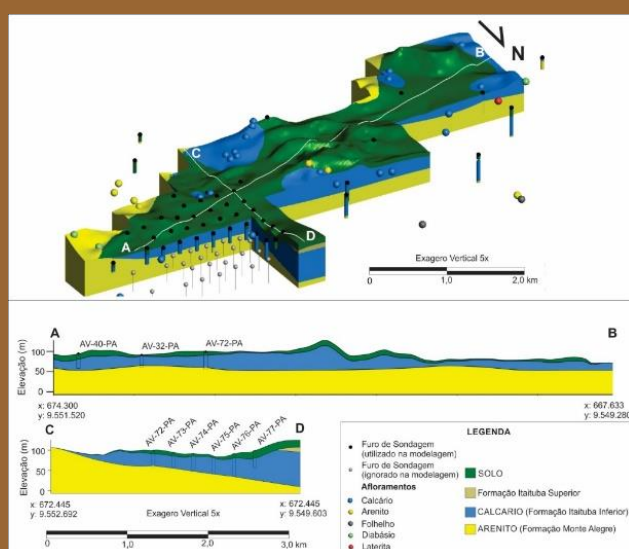 B
N
C
A
D
Exagero Vertical 5x
0 1,0 2,0 km
A B
AV-40-PA AV-32-PA AV-72-PA
Elevação (m)
100
50
0
x: 674.300
y: 9.551.520
x: 667.633
y: 9.549.280
C D
AV-72-PA AV-73-PA AV-74-PA AV-75-PA AV-76-PA AV-77-PA
Elevação (m)
100
50
0
x: 672.445
y: 9.552.692
Exagero Vertical 5x
x: 672.445
y: 9.549.603
0 1,0 2,0 3,0 km
LEGENDA
Furo de Sondagem
(utilizado na modelagem)
Furo de Sondagem
(ignorado na modelagem)
Afloramentos
Calcário
Arenito
Folhelho
Diabásio
Laterita
SOLO
Formação Itaituba Superior
CALCARIO (Formação Itaituba Inferior)
ARENITO (Formação Monte Alegre)